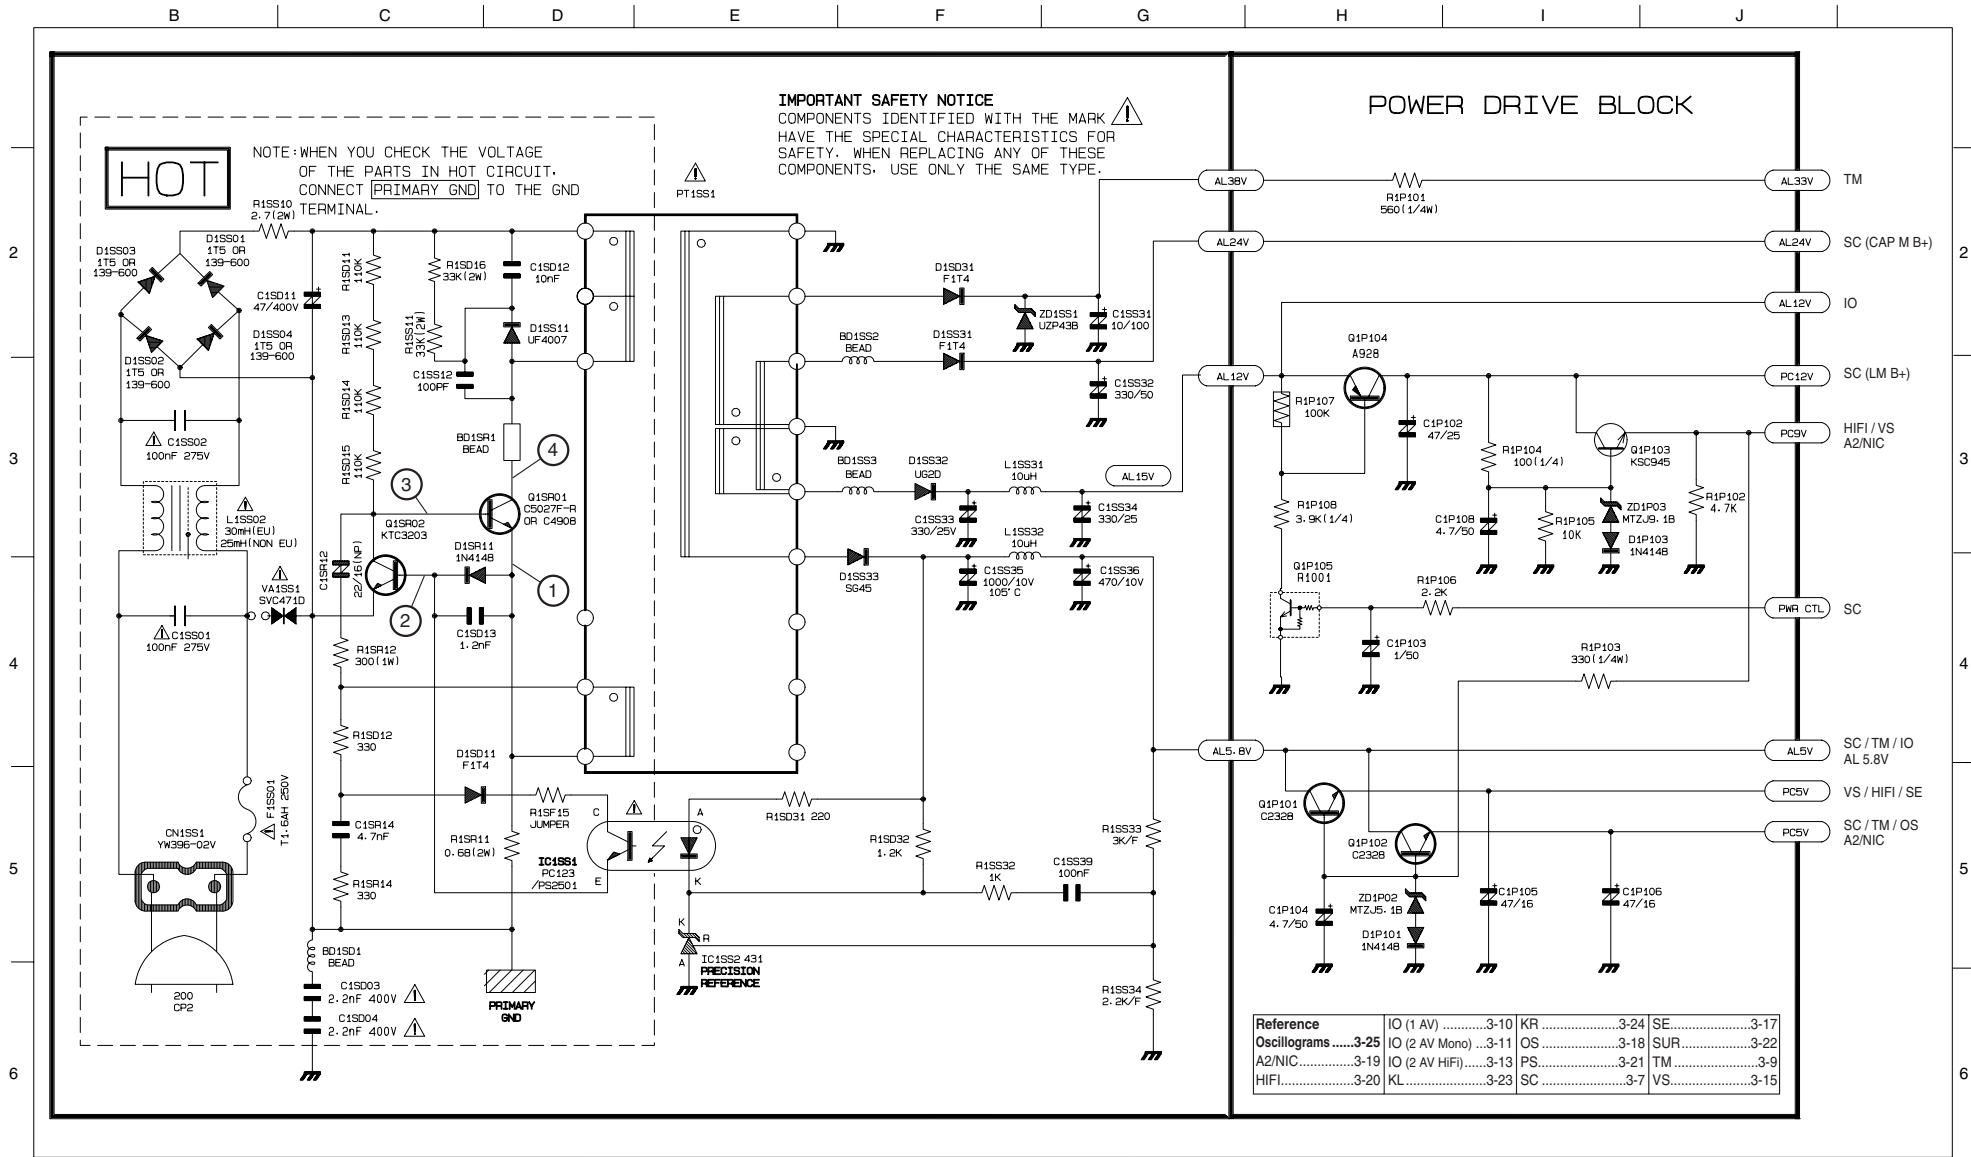 B C D E F G H I J
2
3
4
5
6
2
3
4
5
6
HOT
NOTE:WHEN YOU CHECK THE VOLTAGE
OF THE PARTS IN HOT CIRCUIT.
CONNECT PRIMARY GND TO THE GND
TERMINAL.
IMPORTANT SAFETY NOTICE
COMPONENTS IDENTIFIED WITH THE MARK
HAVE THE SPECIAL CHARACTERISTICS FOR
SAFETY. WHEN REPLACING ANY OF THESE
COMPONENTS. USE ONLY THE SAME TYPE.
POWER DRIVE BLOCK
R1SS10
2.7(2W)
D1SS03
1T5 OR
139-600
D1SS01
1T5 OR
139-600
D1SS04
1T5 OR
139-600
D1SS02
1T5 OR
139-600
C1SD11
47/400V
R1SD11
110K
R1SD13
110K
R1SD14
110K
R1SD15
110K
R1SD16
33K(2W)
R1SS11
33K(2W)
C1SD12
10nF
D1SS11
UF4007
C1SS12
100PF
BD1SR1
BEAD
4
3
Q1SR01
C5027F-R
OR C4908
Q1SR02
KTC3203
D1SR11
1N4148
C1SR12
22/16(NP)
2
1
C1SD13
1.2nF
C1SS02
100nF 275V
L1SS02
30mH(EU)
25mH(NON EU)
VA1SS1
SVC471D
C1SS01
100nF 275V
R1SR12
300(1W)
R1SD12
330
D1SD11
F1T4
C1SR14
4.7nF
R1SR14
330
R1SR11
0.68(2W)
R1SF15
JUMPER
F1SS01
T1.6AH 250V
CN1SS1
YW396-02V
200
CP2
BD1SD1
BEAD
C1SD03
2.2nF 400V
C1SD04
2.2nF 400V
PRIMARY
GND
IC1SS1
PC123
/PS2501
C
E
A
K
K
R
A
IC1SS2 431
PRECISION
REFERENCE
PT1SS1
D1SD31
F1T4
ZD1SS1
UZP43B
C1SS31
10/100
BD1SS2
BEAD
D1SS31
F1T4
C1SS32
330/50
BD1SS3
BEAD
D1SS32
UG2D
L1SS31
10uH
AL15V
C1SS33
330/25V
C1SS34
330/25
L1SS32
10uH
D1SS33
SG45
C1SS35
1000/10V
105°C
C1SS36
470/10V
R1SD31 220
R1SD32
1.2K
R1SS32
1K
C1SS39
100nF
R1SS33
3K/F
R1SS34
2.2K/F
AL38V
AL24V
AL12V
AL5.8V
R1P101
560(1/4W)
AL33V TM
AL24V SC (CAP M B+)
AL12V IO
PC12V SC (LM B+)
PC9V HIFI / VS
A2/NIC
PWR CTL SC
AL5V SC / TM / IO
AL 5.8V
PC5V VS / HIFI / SE
PC5V SC / TM / OS
A2/NIC
Q1P104
A928
R1P107
100K
C1P102
47/25
R1P104
100(1/4)
Q1P103
KSC945
R1P108
3.9K(1/4)
C1P108
4.7/50
R1P105
10K
ZD1P03
MTZJ9.1B
D1P103
1N4148
R1P102
4.7K
Q1P105
R1001
R1P106
2.2K
C1P103
1/50
R1P103
330(1/4W)
Q1P101
C2328
Q1P102
C2328
C1P104
4.7/50
ZD1P02
MTZJ5.1B
D1P101
1N4148
C1P105
47/16
C1P106
47/16
Reference IO (1 AV) ...........3-10 KR ...................3-24 SE....................3-17
Oscillograms ......3-25 IO (2 AV Mono) ...3-11 OS ...................3-18 SUR..................3-22
A2/NIC...............3-19 IO (2 AV HiFi)......3-13 PS....................3-21 TM ....................3-9
HIFI...................3-20 KL ....................3-23 SC .....................3-7 VS....................3-15